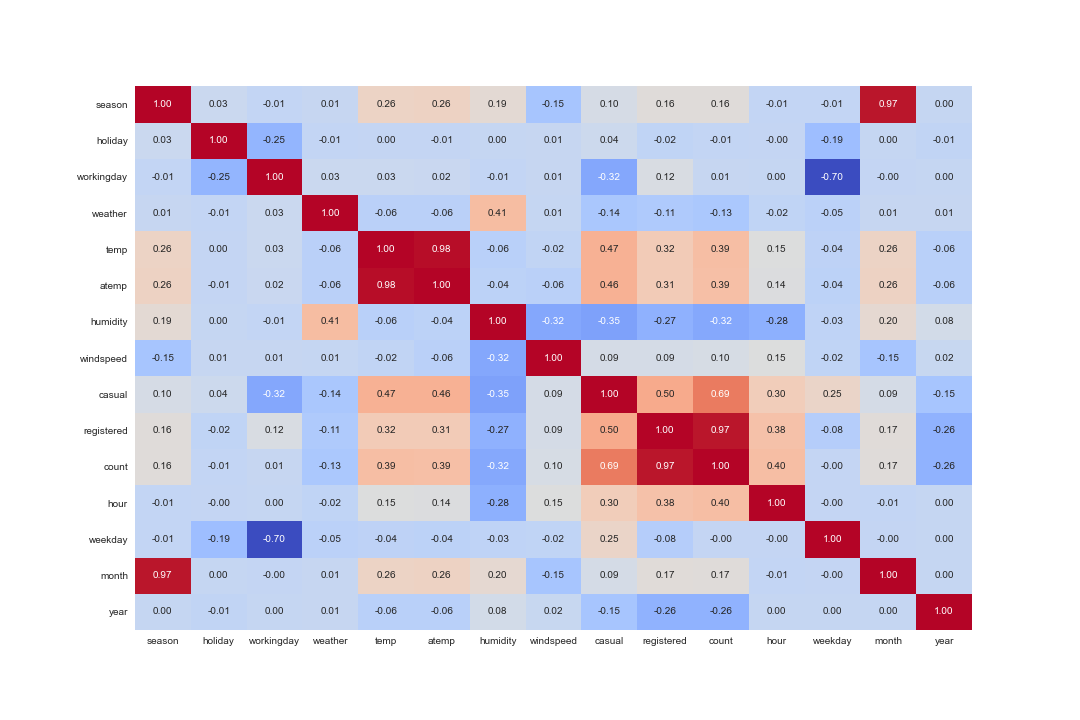 season 1.00 0.03 -0.01 0.01 0.26 0.26 0.19 -0.15 0.10 0.16 0.16 -0.01 -0.01 0.97 0.00
holiday 0.03 1.00 -0.25 -0.01 0.00 -0.01 0.00 0.01 0.04 -0.02 -0.01 -0.00 -0.19 0.00 -0.01
workingday -0.01 -0.25 1.00 0.03 0.03 0.02 -0.01 0.01 -0.32 0.12 0.01 0.00 -0.70 -0.00 0.00
weather 0.01 -0.01 0.03 1.00 -0.06 -0.06 0.41 0.01 -0.14 -0.11 -0.13 -0.02 -0.05 0.01 0.01
temp 0.26 0.00 0.03 -0.06 1.00 0.98 -0.06 -0.02 0.47 0.32 0.39 0.15 -0.04 0.26 -0.06
atemp 0.26 -0.01 0.02 -0.06 0.98 1.00 -0.04 -0.06 0.46 0.31 0.39 0.14 -0.04 0.26 -0.06
humidity 0.19 0.00 -0.01 0.41 -0.06 -0.04 1.00 -0.32 -0.35 -0.27 -0.32 -0.28 -0.03 0.20 0.08
windspeed -0.15 0.01 0.01 0.01 -0.02 -0.06 -0.32 1.00 0.09 0.09 0.10 0.15 -0.02 -0.15 0.02
casual 0.10 0.04 -0.32 -0.14 0.47 0.46 -0.35 0.09 1.00 0.50 0.69 0.30 0.25 0.09 -0.15
registered 0.16 -0.02 0.12 -0.11 0.32 0.31 -0.27 0.09 0.50 1.00 0.97 0.38 -0.08 0.17 -0.26
count 0.16 -0.01 0.01 -0.13 0.39 0.39 -0.32 0.10 0.69 0.97 1.00 0.40 -0.00 0.17 -0.26
hour -0.01 -0.00 0.00 -0.02 0.15 0.14 -0.28 0.15 0.30 0.38 0.40 1.00 -0.00 -0.01 0.00
weekday -0.01 -0.19 -0.70 -0.05 -0.04 -0.04 -0.03 -0.02 0.25 -0.08 -0.00 -0.00 1.00 -0.00 0.00
month 0.97 0.00 -0.00 0.01 0.26 0.26 0.20 -0.15 0.09 0.17 0.17 -0.01 -0.00 1.00 0.00
year 0.00 -0.01 0.00 0.01 -0.06 -0.06 0.08 0.02 -0.15 -0.26 -0.26 0.00 0.00 0.00 1.00
season holiday workingday weather temp atemp humidity windspeed casual registered count hour weekday month year